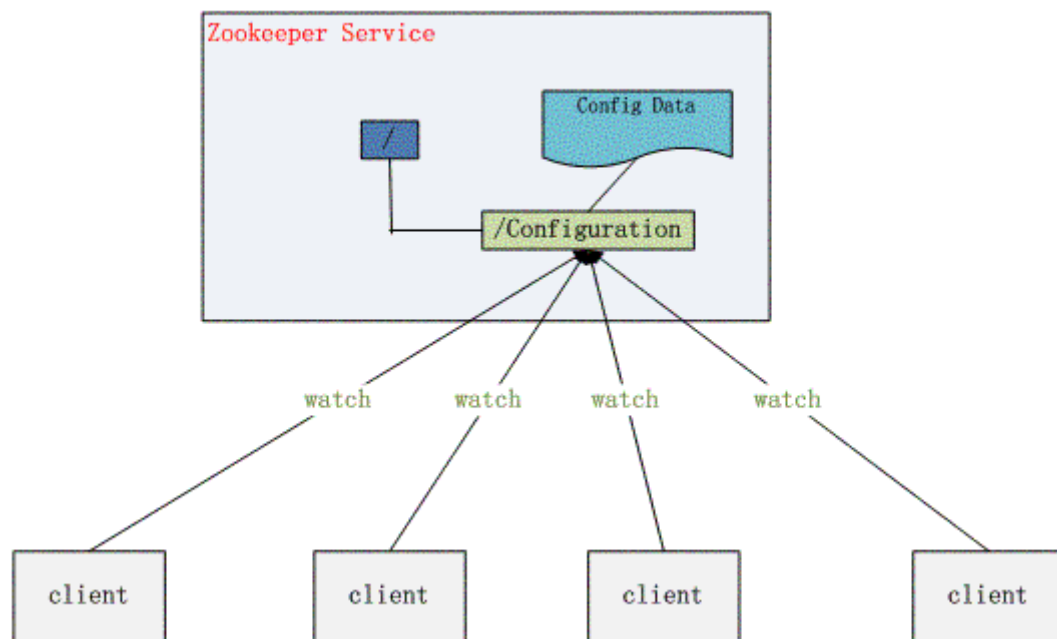 Zookeeper Service
Config Data
/
/Configuration
watch
watch
watch
watch
client
client
client
client